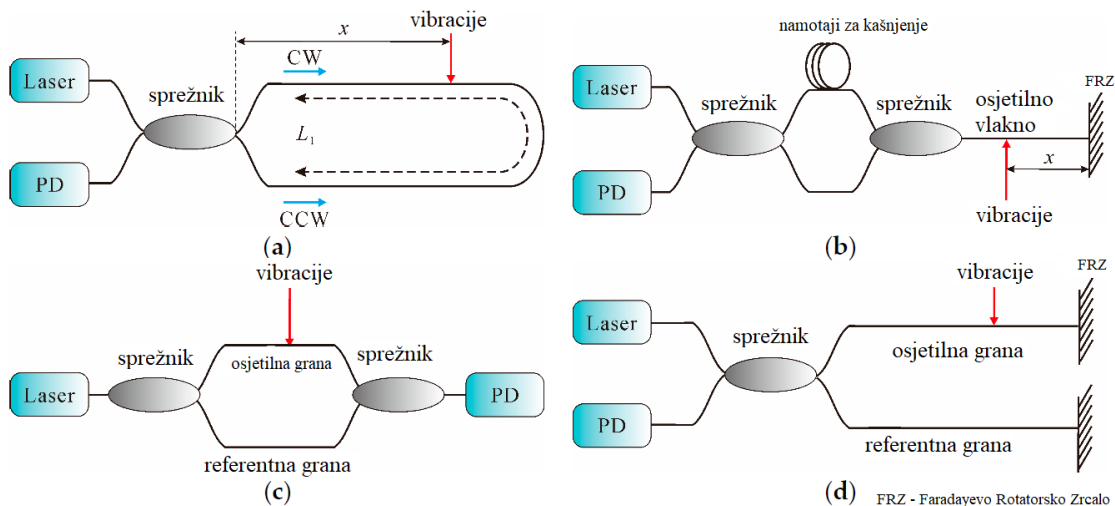 vibracije
x
CW
Laser
sprežnik
L1
PD
CCW
(a)
namotaji za kašnjenje
FRZ
Laser
sprežnik
sprežnik
osjetilno
vlakno
x
PD
vibracije
(b)
vibracije
sprežnik
osjetilna grana
sprežnik
Laser
PD
referentna grana
(c)
vibracije
FRZ
Laser
sprežnik
osjetilna grana
PD
referentna grana
(d)
FRZ - Faradayevo Rotatorsko Zrcalo